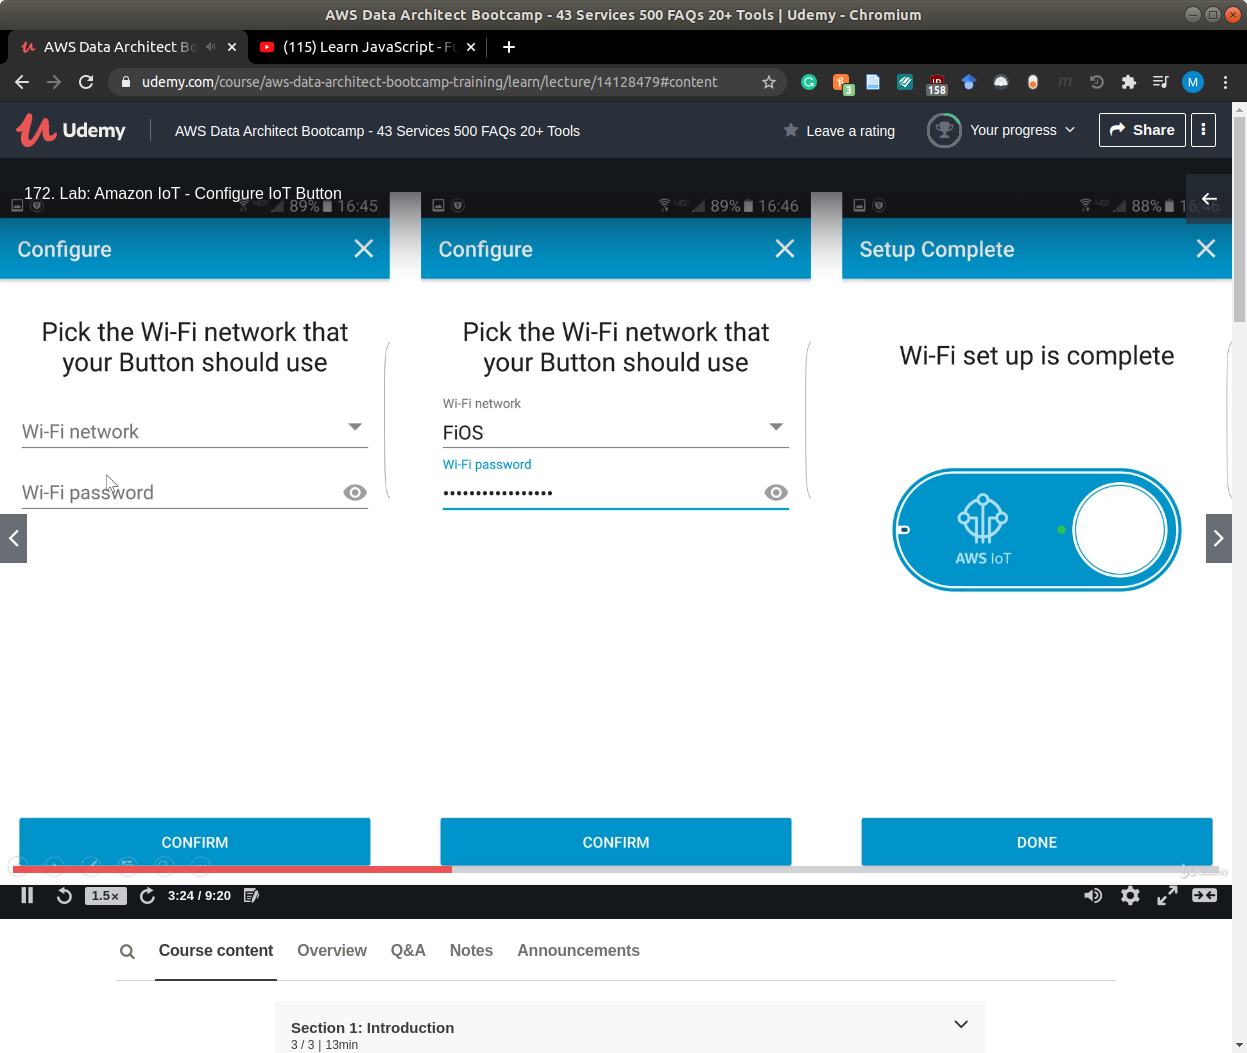 AWS Data Architect Bootcamp - 43 Services 500 FAQs 20+ Tools | Udemy - Chromium
AWS Data Architect Bo
(115) Learn JavaScript - Fu
udemy.com/course/aws-data-architect-bootcamp-training/learn/lecture/14128479#content
3
158
M
Udemy
AWS Data Architect Bootcamp - 43 Services 500 FAQs 20+ Tools
Leave a rating
Your progress
Share
172. Lab: Amazon IoT - Configure IoT Button
89% 16:45
89% 16:46
88% 16:46
Configure
Configure
Setup Complete
Pick the Wi-Fi network that
your Button should use
Wi-Fi network
Wi-Fi password
CONFIRM
Pick the Wi-Fi network that
your Button should use
Wi-Fi network
FiOS
Wi-Fi password
•••••••••••••••••
CONFIRM
Wi-Fi set up is complete
AWS IoT
DONE
1.5×
3:24 / 9:20
Course content
Overview
Q&A
Notes
Announcements
Section 1: Introduction
3 / 3 | 13min